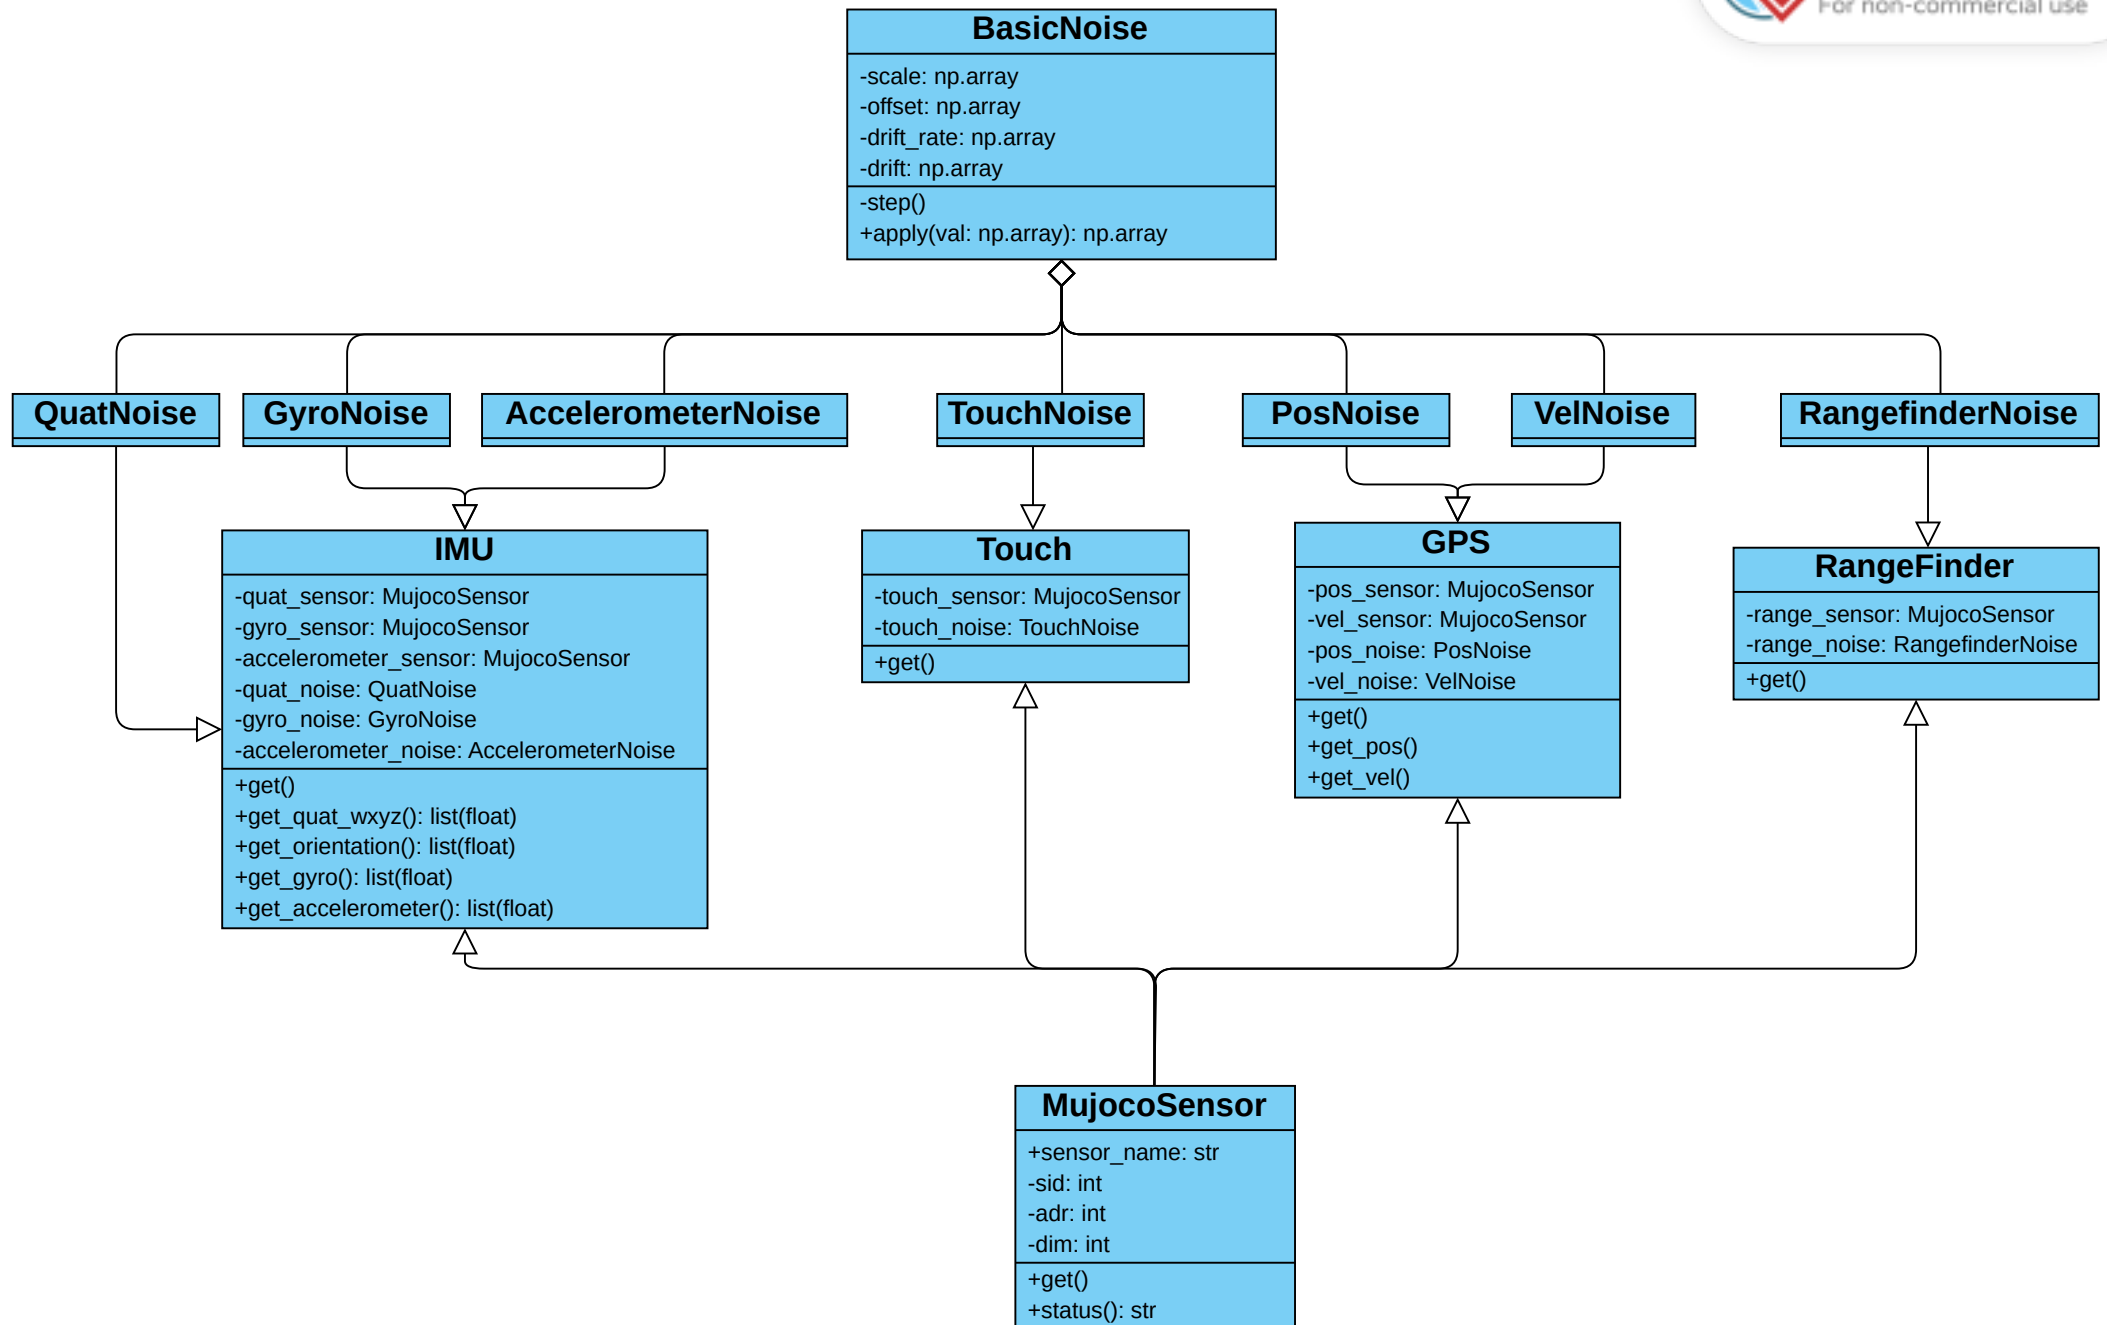 For non-commercial use
BasicNoise
-scale: np.array
-offset: np.array
-drift_rate: np.array
-drift: np.array
-step()
+apply(val: np.array): np.array
QuatNoise
GyroNoise
AccelerometerNoise
TouchNoise
PosNoise
VelNoise
RangefinderNoise
IMU
-quat_sensor: MujocoSensor
-gyro_sensor: MujocoSensor
-accelerometer_sensor: MujocoSensor
-quat_noise: QuatNoise
-gyro_noise: GyroNoise
-accelerometer_noise: AccelerometerNoise
+get()
+get_quat_wxyz(): list(float)
+get_orientation(): list(float)
+get_gyro(): list(float)
+get_accelerometer(): list(float)
Touch
-touch_sensor: MujocoSensor
-touch_noise: TouchNoise
+get()
GPS
-pos_sensor: MujocoSensor
-vel_sensor: MujocoSensor
-pos_noise: PosNoise
-vel_noise: VelNoise
+get()
+get_pos()
+get_vel()
RangeFinder
-range_sensor: MujocoSensor
-range_noise: RangefinderNoise
+get()
MujocoSensor
+sensor_name: str
-sid: int
-adr: int
-dim: int
+get()
+status(): str